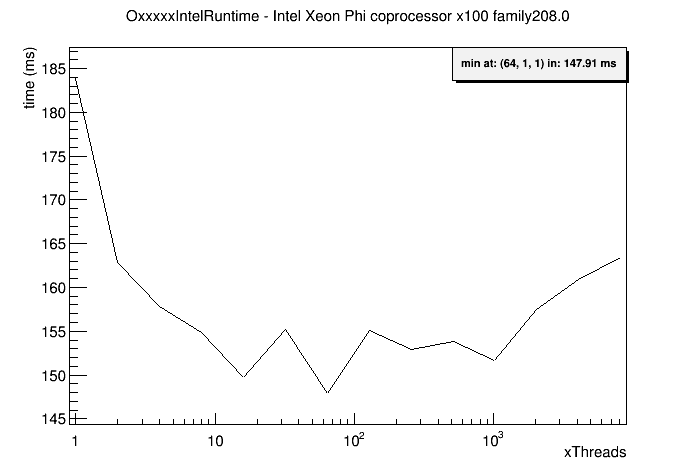 OxxxxxIntelRuntime - Intel Xeon Phi coprocessor x100 family208.0
min at: (64, 1, 1) in: 147.91 ms
time (ms)
185
180
175
170
165
160
155
150
145
1 10 10² 10³
xThreads